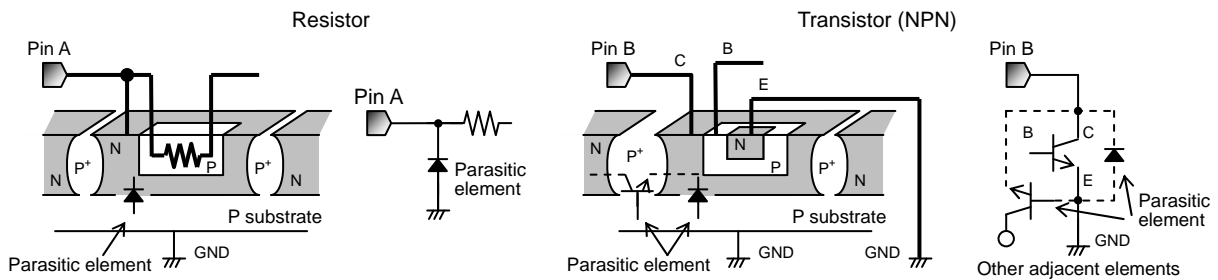 Resistor
Transistor (NPN)
Pin A
N
P+
N
P
P+
N
P substrate
Parasitic element
GND
Pin A
Parasitic
element
Pin B
C
B
E
N
P+
N
P
P+
N
P substrate
Parasitic element
GND
GND
Pin B
B
C
E
Parasitic
element
GND
Other adjacent elements